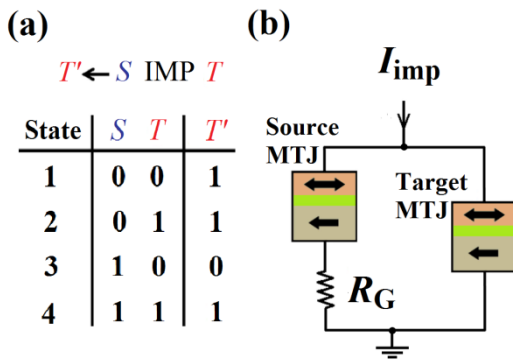 (a)
T' ← S IMP T
State S T T'
1 0 0 1
2 0 1 1
3 1 0 0
4 1 1 1
(b)
I_imp
Source
MTJ
Target
MTJ
R_G